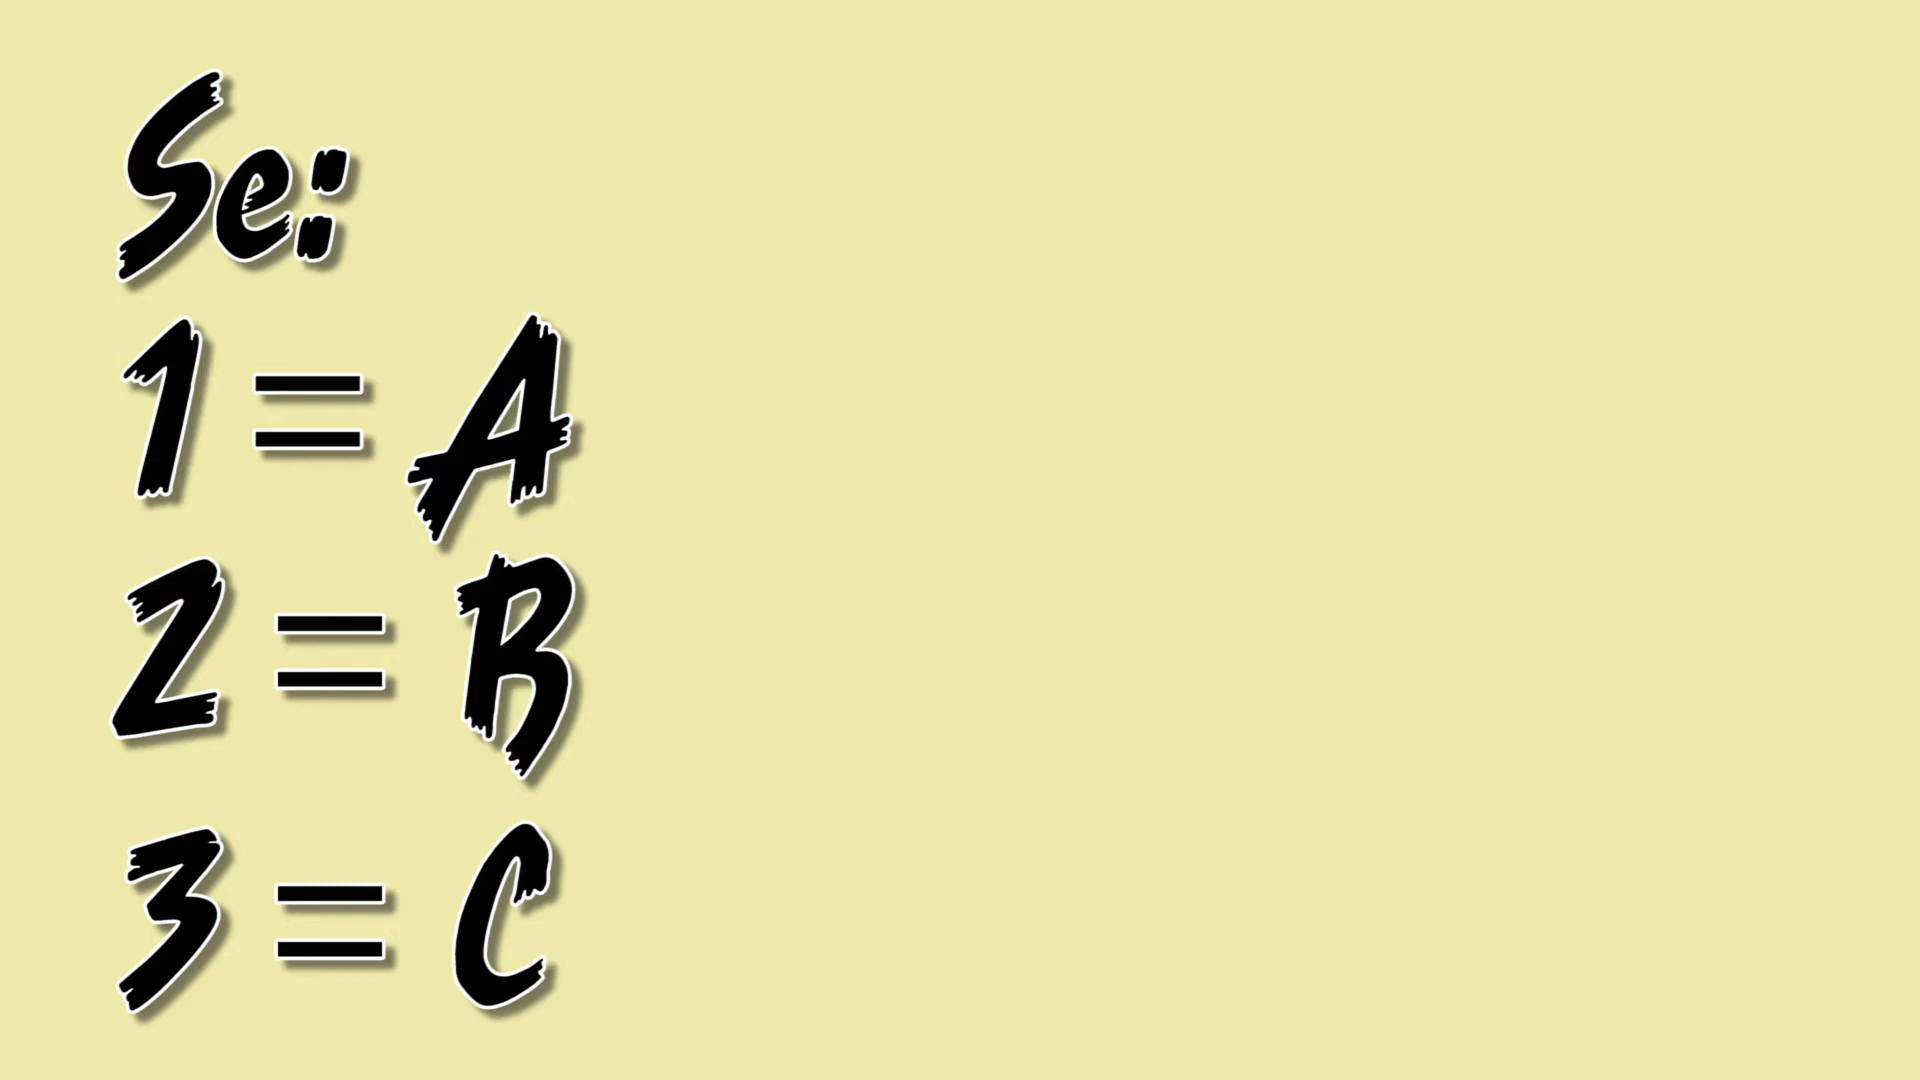 Se:
1 = A
2 = B
3 = C